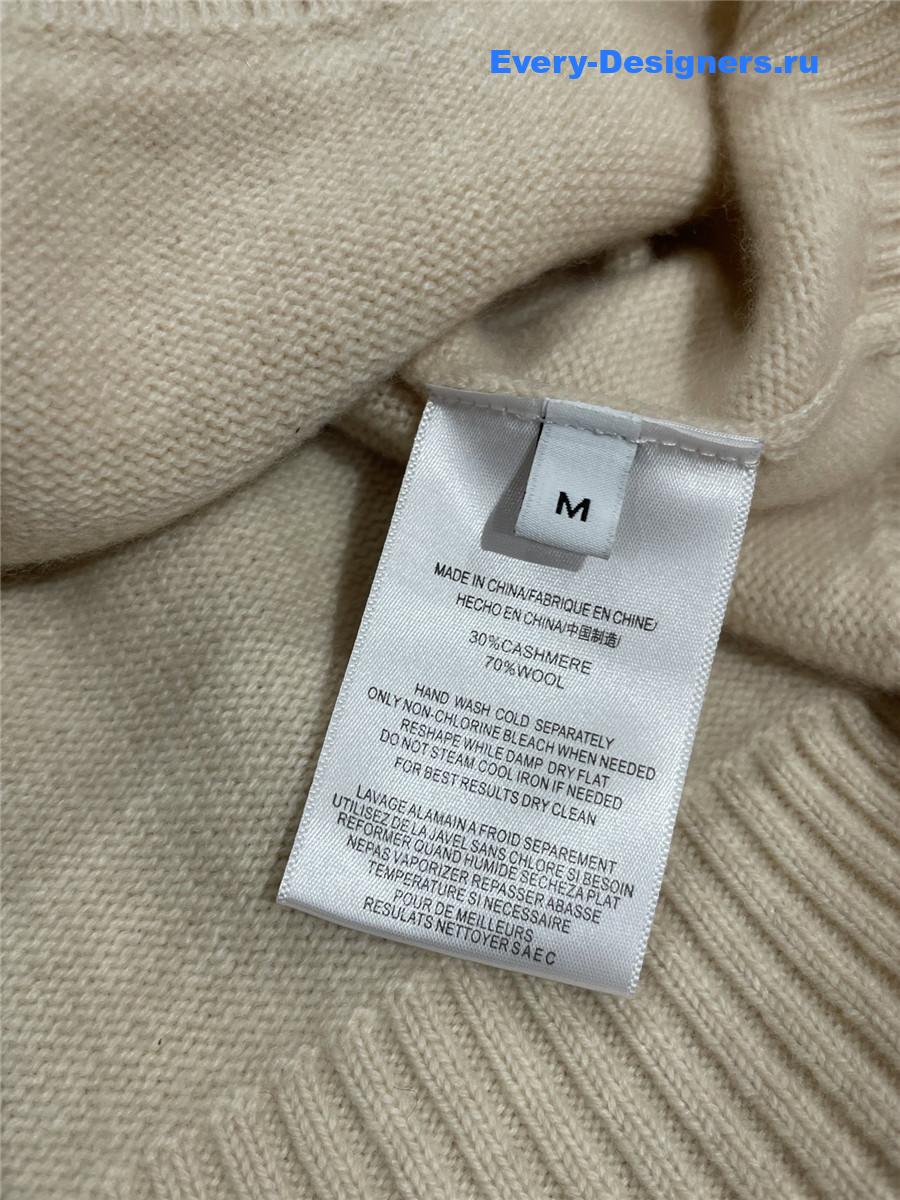 Every-Designers.ru
M
MADE IN CHINA/FABRIQUE EN CHINE/
HECHO EN CHINA/中国制造/
30%CASHMERE
70%WOOL
HAND WASH COLD SEPARATELY
ONLY NON-CHLORINE BLEACH WHEN NEEDED
RESHAPE WHILE DAMP DRY FLAT
DO NOT STEAM COOL IRON IF NEEDED
FOR BEST RESULTS DRY CLEAN
LAVAGE ALAMAIN A FROID SEPAREMENT
UTILISEZ DE LA JAVEL SANS CHLORE SI BESOIN
REFORMER QUAND HUMIDE SECHEZA PLAT
NEPA& VAPORIZER REPASSER ABASSE
TEMPERATURE SI NECESSAIRE
POUR DE MEILLEURS
RESULATS NETTOYER SAEC